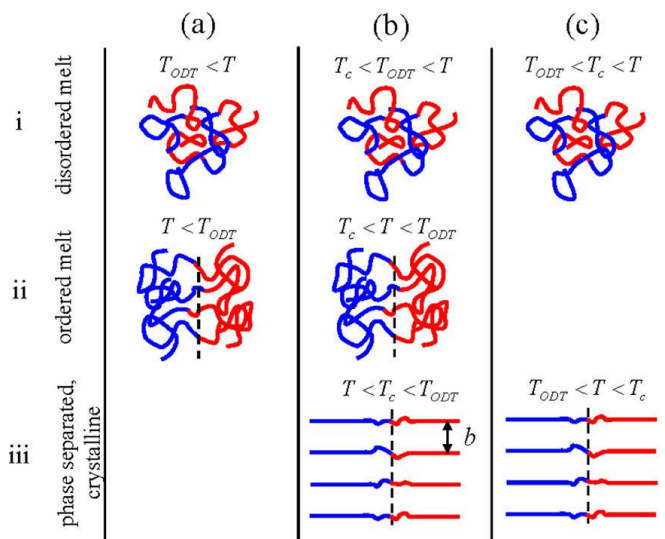 (a) (b) (c)
i disordered melt T_ODT < T T_c < T_ODT < T T_ODT < T_c < T
ii ordered melt T < T_ODT T_c < T < T_ODT
iii phase separated, crystalline T < T_c < T_ODT T_ODT < T < T_c
b